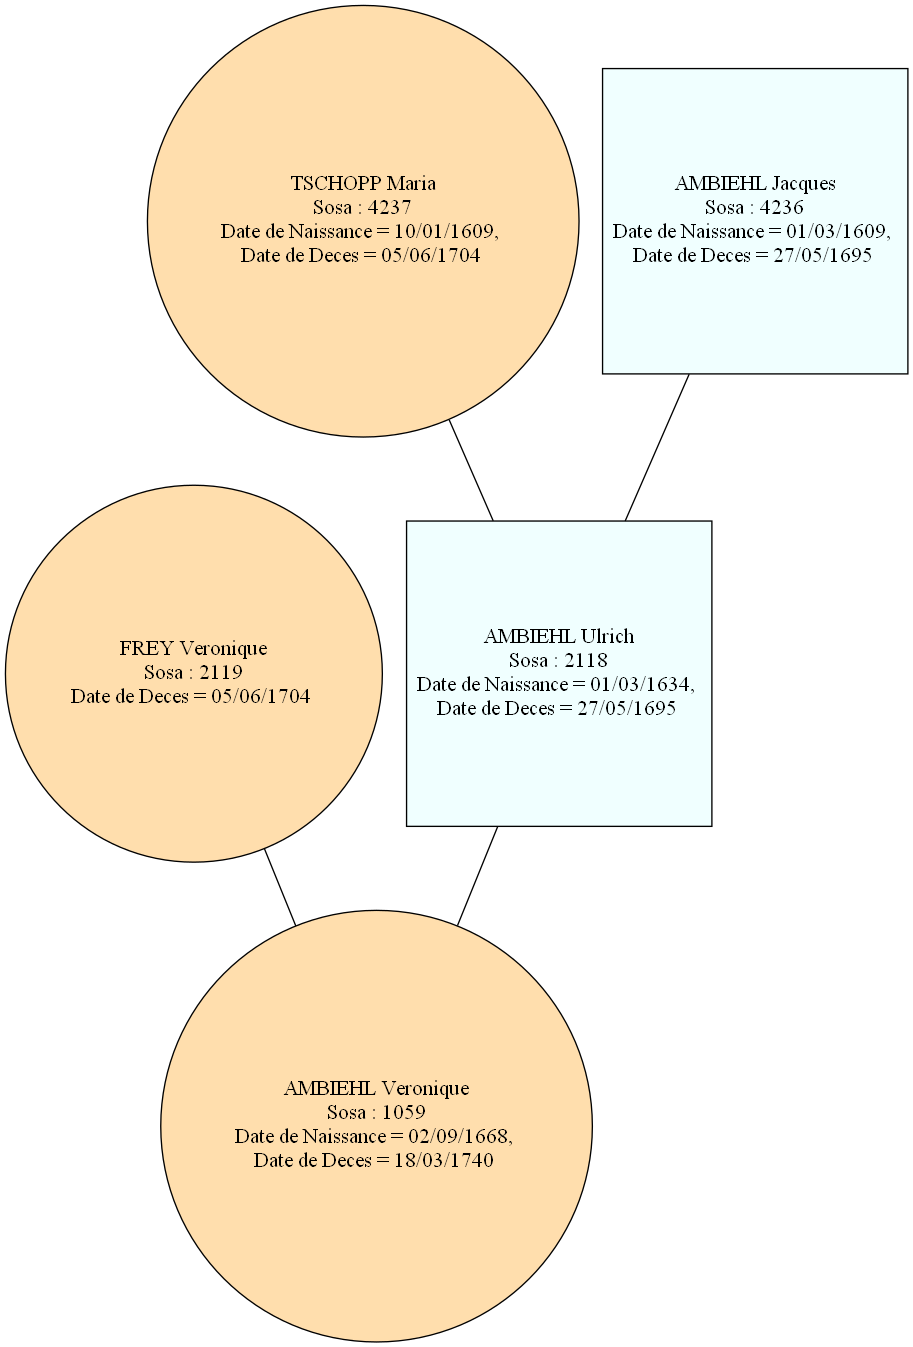 TSCHOPP Maria
Sosa : 4237
Date de Naissance = 10/01/1609,
Date de Deces = 05/06/1704
AMBIEHL Jacques
Sosa : 4236
Date de Naissance = 01/03/1609,
Date de Deces = 27/05/1695
FREY Veronique
Sosa : 2119
Date de Deces = 05/06/1704
AMBIEHL Ulrich
Sosa : 2118
Date de Naissance = 01/03/1634,
Date de Deces = 27/05/1695
AMBIEHL Veronique
Sosa : 1059
Date de Naissance = 02/09/1668,
Date de Deces = 18/03/1740